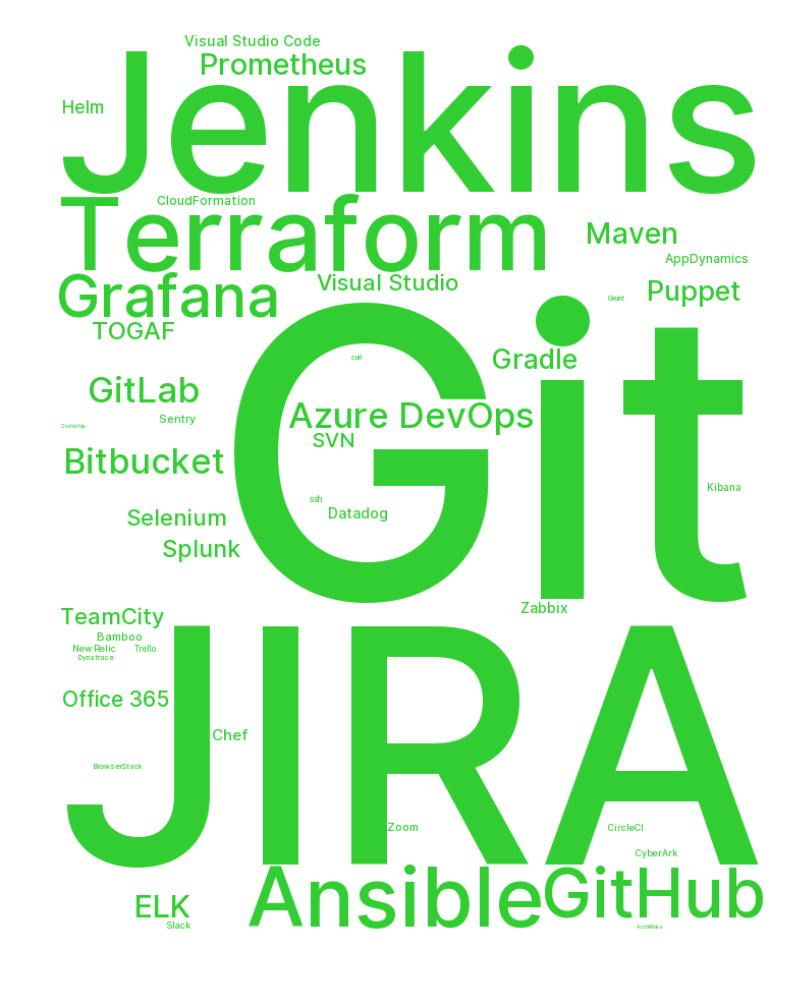 Visual Studio Code
Prometheus
Jenkins
Helm
CloudFormation
Terraform
Maven
AppDynamics
Grafana
Visual Studio
Puppet
Grunt
TOGAF
Git
curl
Gradle
GitLab
Azure DevOps
Sentry
Codeship
SVN
Bitbucket
Kibana
ssh
Datadog
Selenium
Splunk
Zabbix
TeamCity
Bamboo
New Relic
Trello
Dynatrace
JIRA
Office 365
Chef
BrowserStack
Zoom
CircleCI
CyberArk
Ansible
GitHub
ELK
Slack
ArchiMate